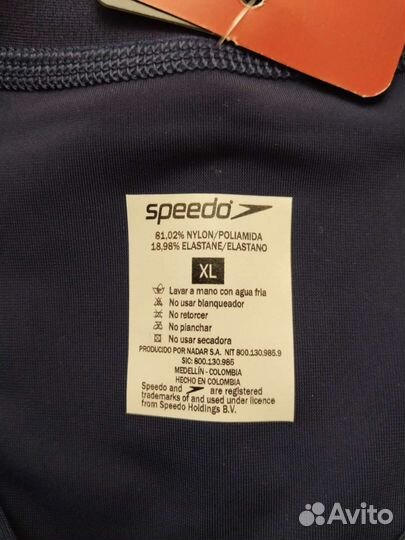 speedo
81,02% NYLON/POLIAMIDA
18,98% ELASTANE/ELASTANO
XL
Lavar a mano con agua fria
No usar blanqueador
No retorcer
No planchar
No usar secadora
PRODUCIDO POR NADAR S.A. NIT 800.130.985.9
SIC: 800.130.985
MEDELLÍN - COLOMBIA
HECHO EN COLOMBIA
Speedo and are registered
trademarks of and used under licence
from Speedo Holdings B.V.
Avito